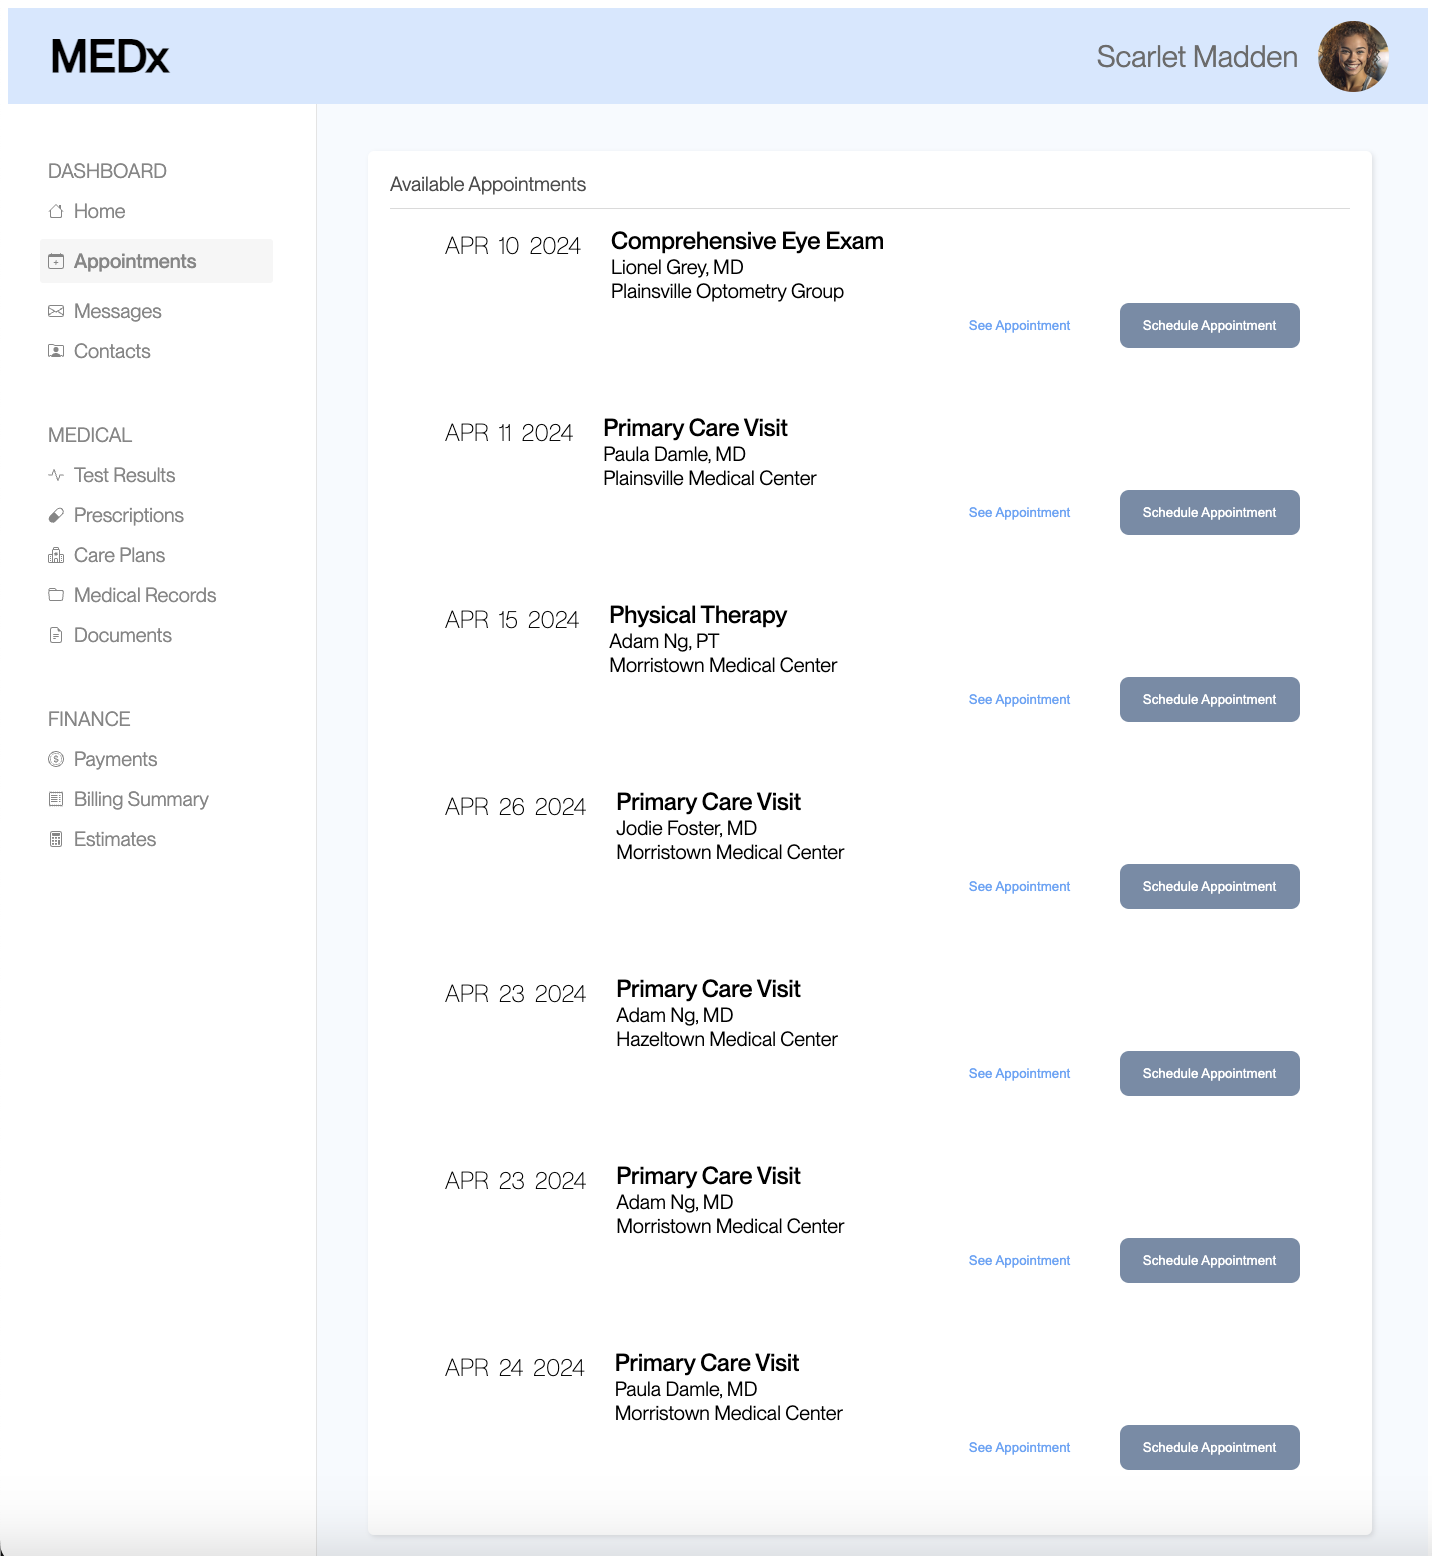 MEDx
Scarlet Madden
DASHBOARD
Home
Appointments
Messages
Contacts
MEDICAL
Test Results
Prescriptions
Care Plans
Medical Records
Documents
FINANCE
Payments
Billing Summary
Estimates
Available Appointments
APR 10 2024
Comprehensive Eye Exam
Lionel Grey, MD
Plainsville Optometry Group
See Appointment
Schedule Appointment
APR 11 2024
Primary Care Visit
Paula Damle, MD
Plainsville Medical Center
See Appointment
Schedule Appointment
APR 15 2024
Physical Therapy
Adam Ng, PT
Morristown Medical Center
See Appointment
Schedule Appointment
APR 26 2024
Primary Care Visit
Jodie Foster, MD
Morristown Medical Center
See Appointment
Schedule Appointment
APR 23 2024
Primary Care Visit
Adam Ng, MD
Hazeltown Medical Center
See Appointment
Schedule Appointment
APR 23 2024
Primary Care Visit
Adam Ng, MD
Morristown Medical Center
See Appointment
Schedule Appointment
APR 24 2024
Primary Care Visit
Paula Damle, MD
Morristown Medical Center
See Appointment
Schedule Appointment